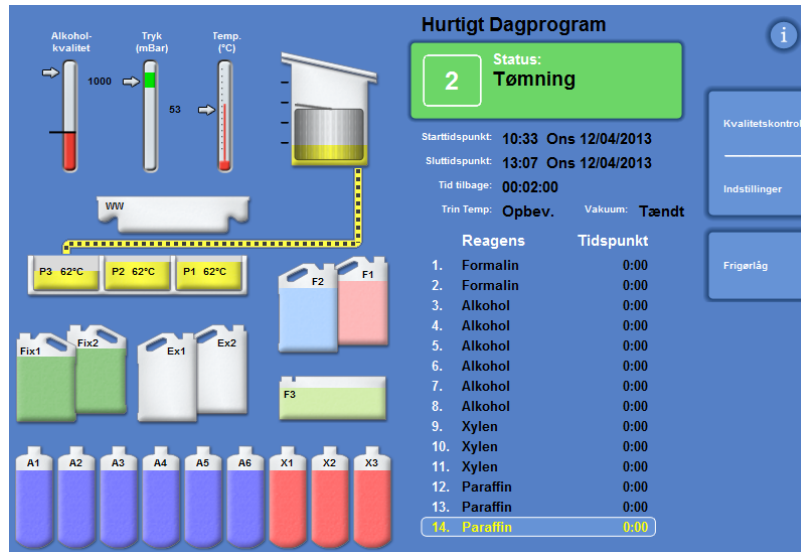 Alkohol-
kvalitet
Tryk
(mBar)
Temp.
(°C)
1000
53
WW
P3 62°C
P2 62°C
P1 62°C
F2
F1
Fix1
Fix2
Ex1
Ex2
F3
A1
A2
A3
A4
A5
A6
X1
X2
X3
Hurtigt Dagprogram
2
Status:
Tømning
Starttidspunkt: 10:33 Ons 12/04/2013
Sluttidspunkt: 13:07 Ons 12/04/2013
Tid tilbage: 00:02:00
Trin Temp: Opbev. Vakuum: Tændt
Reagens Tidspunkt
1. Formalin 0:00
2. Formalin 0:00
3. Alkohol 0:00
4. Alkohol 0:00
5. Alkohol 0:00
6. Alkohol 0:00
7. Alkohol 0:00
8. Alkohol 0:00
9. Xylen 0:00
10. Xylen 0:00
11. Xylen 0:00
12. Paraffin 0:00
13. Paraffin 0:00
14. Paraffin 0:00
i
Kvalitetskontrol
Indstillinger
Frigørlåg